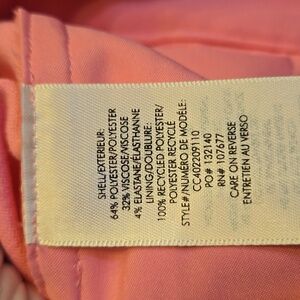 SHELL/EXTERIEUR:
64% POLYESTER/POLYESTER
32% VISCOSE/VISCOSE
4% ELASTANE/ELASTHANNE
LINING/DOUBLURE:
100% RECYCLED POLYESTER/
POLYESTER RECYCLÉ
STYLE#/NUMÉRO DE MODÈLE:
CLC402209710
PO# 132140
RN# 107677
CARE ON REVERSE
ENTRETIEN AU VERSO